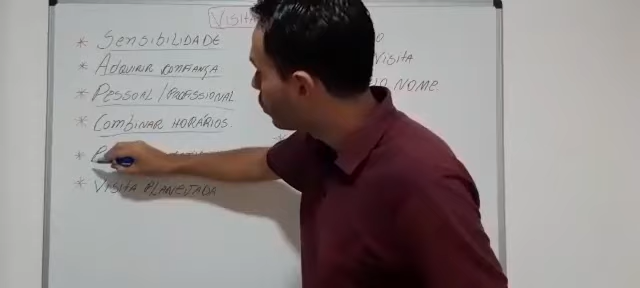 Visita
* SENSIBILIDADE
* ADQUIRIR CONFIANÇA
* PESSOAL / PROFISSIONAL
* COMBINAR HORÁRIOS
*
* VISITA PLANEJADA
VISITA
NOME